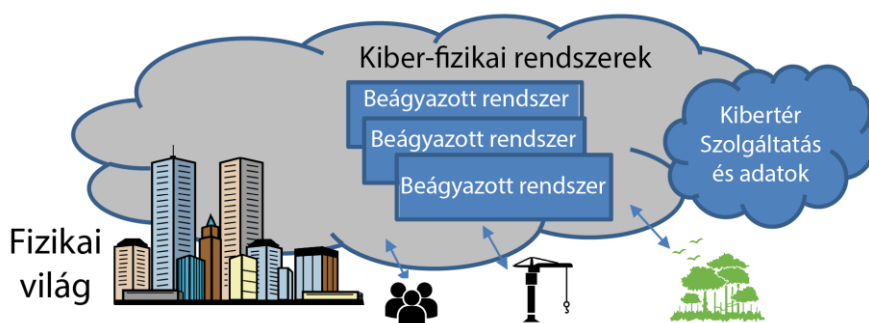 Kiber-fizikai rendszerek
Beágyazott rendszer
Beágyazott rendszer
Beágyazott rendszer
Kibertér
Szolgáltatás
és adatok
Fizikai
világ